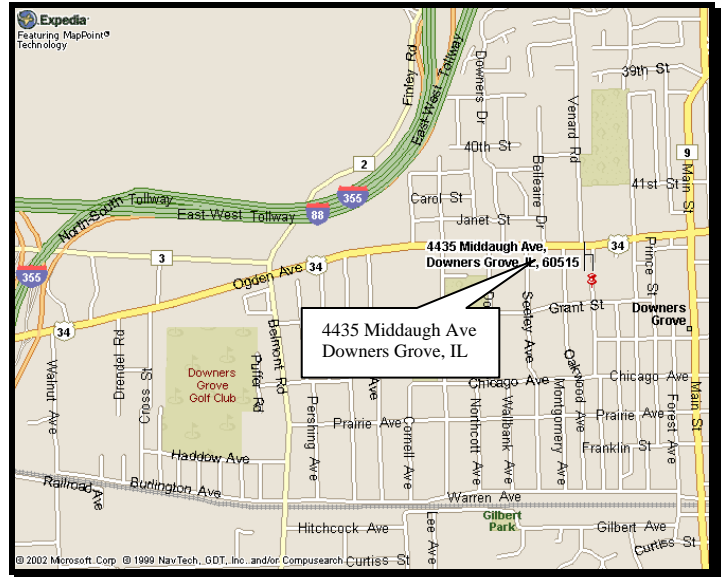 Expedia
Featuring MapPoint®
Technology
Finley Rd
East-West Tollway
Downers Dr
39th St
Venard Rd
40th St
2
9
Main St
Belleaire Dr
41st St
355
Carol St
North-South Tollway
East-West Tollway
88
Janet St
Prince St
4435 Middaugh Ave,
Downers Grove IL, 60515
34
3
355
Ogden Ave
34
Seeley Ave
Grant St
Downers
Grove
4435 Middaugh Ave
Downers Grove, IL
34
Walnut Ave
Drendel Rd
Cross St
Downers
Grove
Golf Club
Puffer Rd
Belmont Rd
Ave
Oakwood Ave
Chicago Ave
Chicago Ave
Main St
Pershing Ave
Prairie Ave
Cornell Ave
Northcott Ave
Wallbank Ave
Montgomery Ave
Prairie Ave
Forest Ave
Franklin St
Haddow Ave
Railroad Ave
Burlington Ave
Warren Ave
Gilbert
Park
Hitchcock Ave
Lee Ave
Gilbert Ave
Curtiss St
Curtiss St
© 2002 Microsoft Corp © 1999 NavTech, GDT, Inc. and/or Compusearch